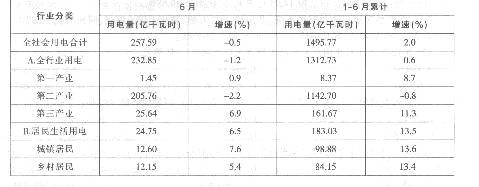 行业分类 6月 1-6月累计
用电量(亿千瓦时) 增速(%) 用电量(亿千瓦时) 增速(%)
全社会用电合计 257.59 -0.5 1495.77 2.0
A.全行业用电 232.85 -1.2 1312.73 0.6
第一产业 1.45 0.9 8.37 8.7
第二产业 205.76 -2.2 1142.70 -0.8
第三产业 25.64 6.9 161.67 11.3
B.居民生活用电 24.75 6.5 183.03 13.5
城镇居民 12.60 7.6 98.88 13.6
乡村居民 12.15 5.4 84.15 13.4